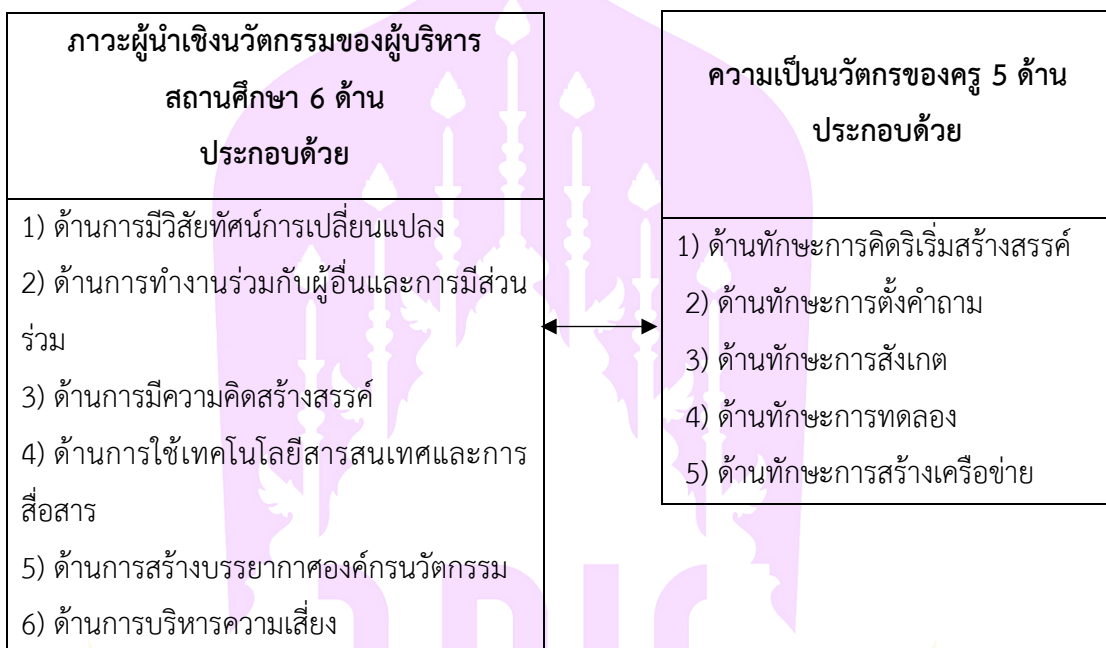 ภาวะผู้นำเชิงนวัตกรรมของผู้บริหาร
สถานศึกษา 6 ด้าน
ประกอบด้วย
1) ด้านการมีวิสัยทัศน์การเปลี่ยนแปลง
2) ด้านการทำงานร่วมกับผู้อื่นและการมีส่วน
ร่วม
3) ด้านการมีความคิดสร้างสรรค์
4) ด้านการใช้เทคโนโลยีสารสนเทศและการ
สื่อสาร
5) ด้านการสร้างบรรยากาศองค์กรนวัตกรรม
6) ด้านการบริหารความเสี่ยง
ความเป็นนวัตกรของครู 5 ด้าน
ประกอบด้วย
1) ด้านทักษะการคิดริเริ่มสร้างสรรค์
2) ด้านทักษะการตั้งคำถาม
3) ด้านทักษะการสังเกต
4) ด้านทักษะการทดลอง
5) ด้านทักษะการสร้างเครือข่าย